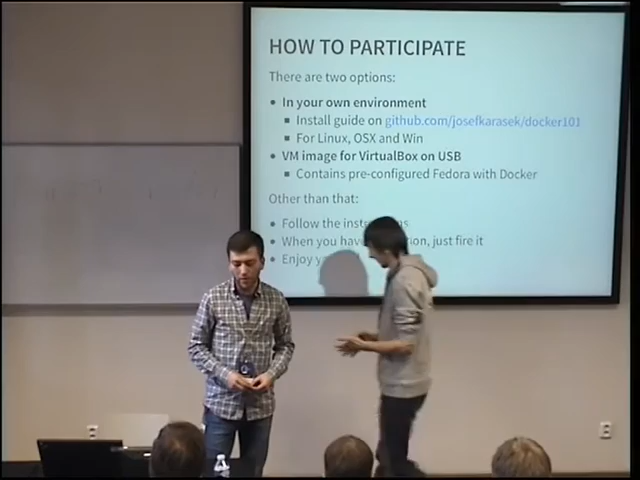 HOW TO PARTICIPATE
There are two options:
In your own environment
Install guide on github.com/josefkarasek/docker101
For Linux, OSX and Win
VM image for VirtualBox on USB
Contains pre-configured Fedora with Docker
Other than that:
Follow the
When you just fire it
Enjoy